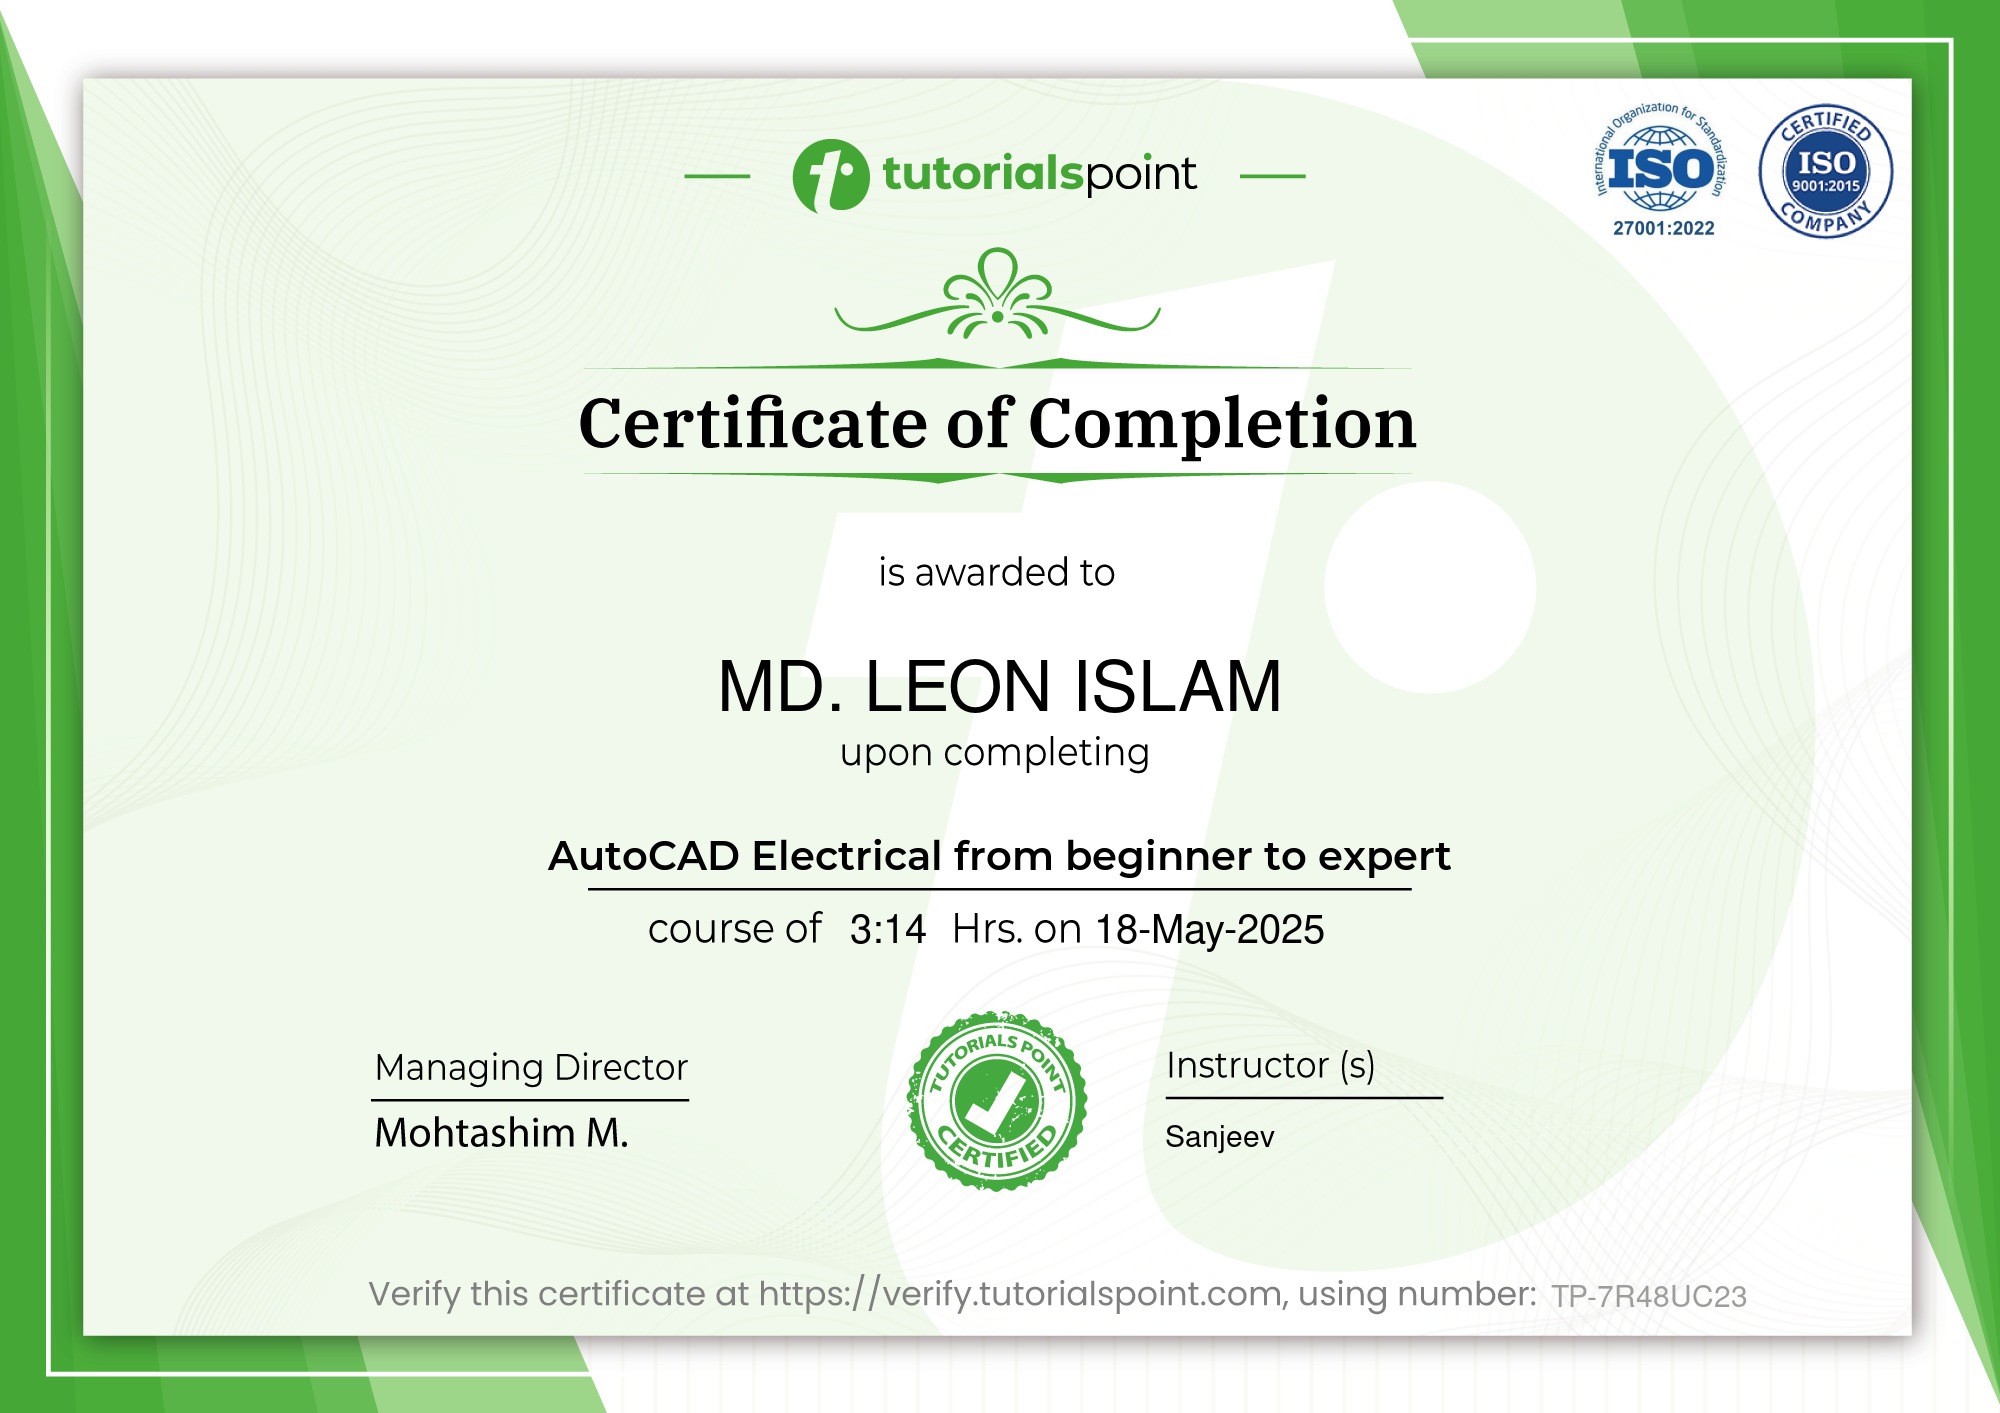 tutorialspoint
International Organization for Standardization
ISO
27001:2022
CERTIFIED
ISO
9001:2015
COMPANY
Certificate of Completion
is awarded to
MD. LEON ISLAM
upon completing
AutoCAD Electrical from beginner to expert
course of 3:14 Hrs. on 18-May-2025
Managing Director
Mohtashim M.
TUTORIALS POINT
CERTIFIED
Instructor (s)
Sanjeev
Verify this certificate at https://verify.tutorialspoint.com, using number: TP-7R48UC23